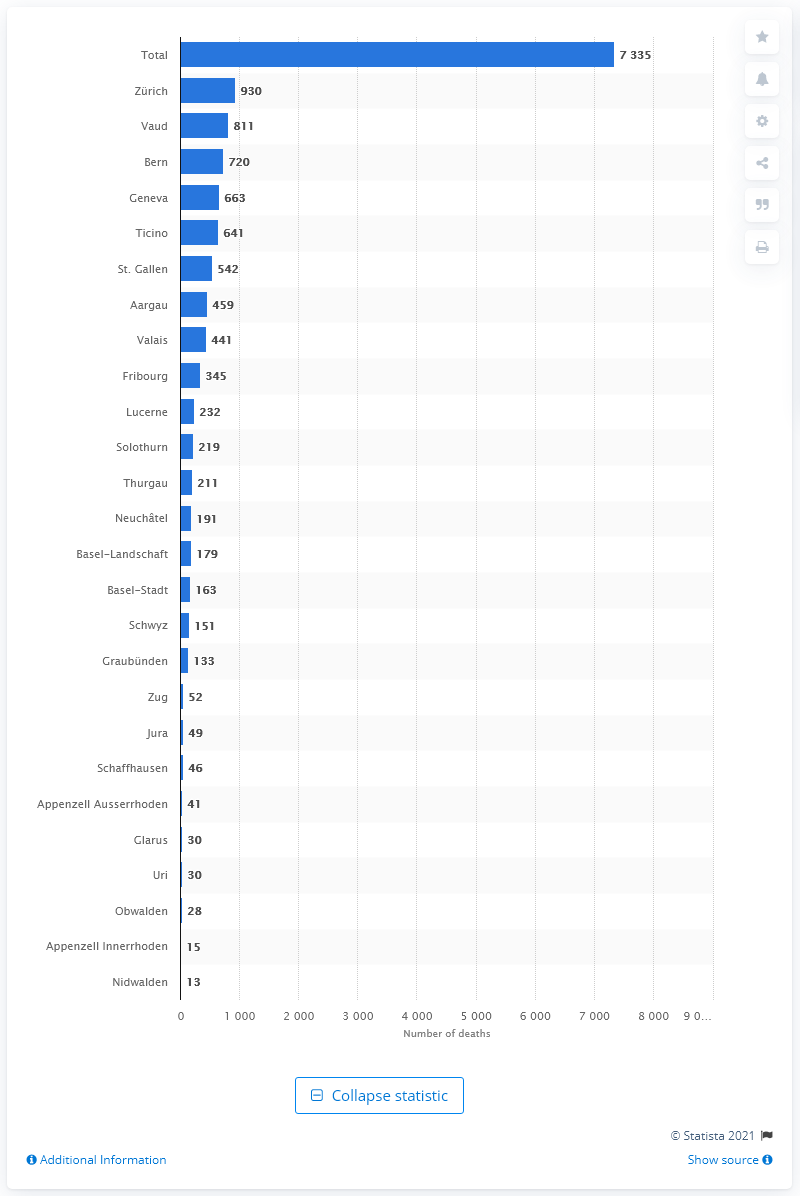 Total 7 335
Zürich 930
Vaud 811
Bern 720
Geneva 663
Ticino 641
St. Gallen 542
Aargau 459
Valais 441
Fribourg 345
Lucerne 232
Solothurn 219
Thurgau 211
Neuchâtel 191
Basel-Landschaft 179
Basel-Stadt 163
Schwyz 151
Graubünden 133
Zug 52
Jura 49
Schaffhausen 46
Appenzell Ausserrhoden 41
Glarus 30
Uri 30
Obwalden 28
Appenzell Innerrhoden 15
Nidwalden 13
0 1 000 2 000 3 000 4 000 5 000 6 000 7 000 8 000 9 0…
Number of deaths
Collapse statistic
© Statista 2021
Additional Information Show source